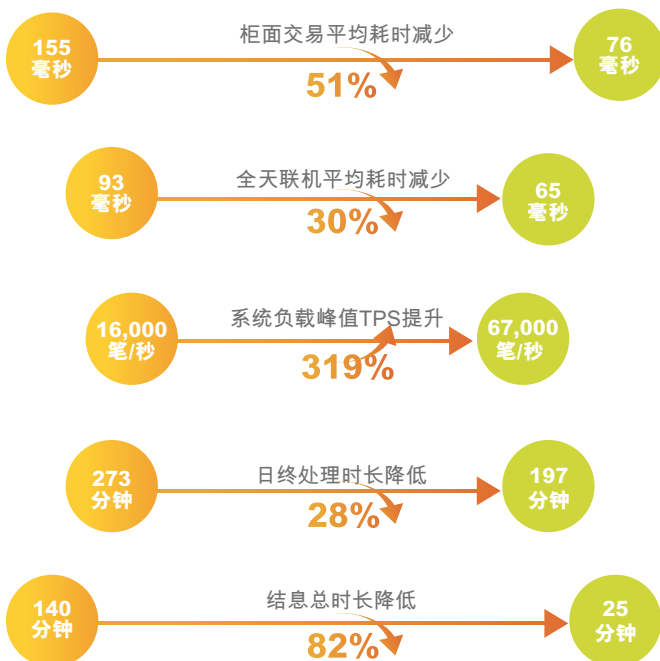 155
毫秒
柜面交易平均耗时减少
51%
76
毫秒
93
毫秒
全天联机平均耗时减少
30%
65
毫秒
16,000
笔/秒
系统负载峰值TPS提升
319%
67,000
笔/秒
273
分钟
日终处理时长降低
28%
197
分钟
140
分钟
结息总时长降低
82%
25
分钟